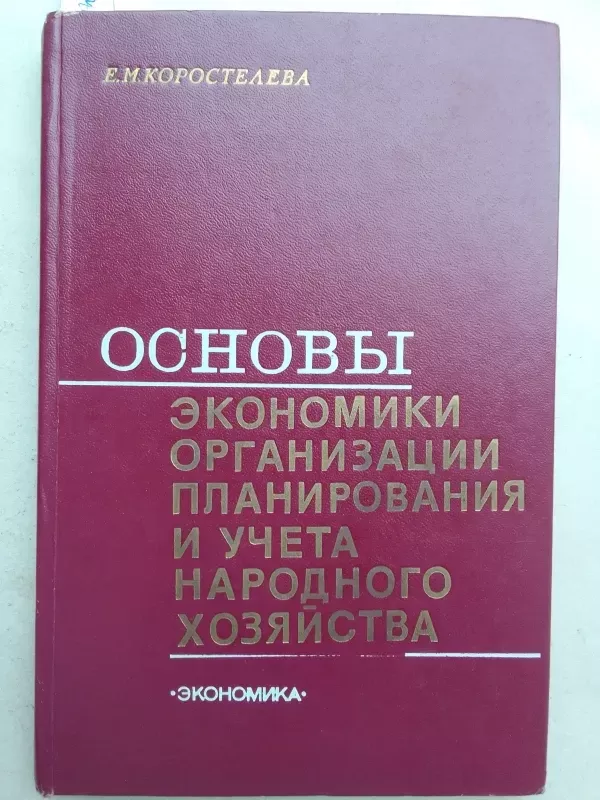 Е.М.КОРОСТЕЛЕВА
ОСНОВЫ
ЭКОНОМИКИ
ОРГАНИЗАЦИИ
ПЛАНИРОВАНИЯ
И УЧЕТА
НАРОДНОГО
ХОЗЯЙСТВА
•ЭКОНОМИКА•